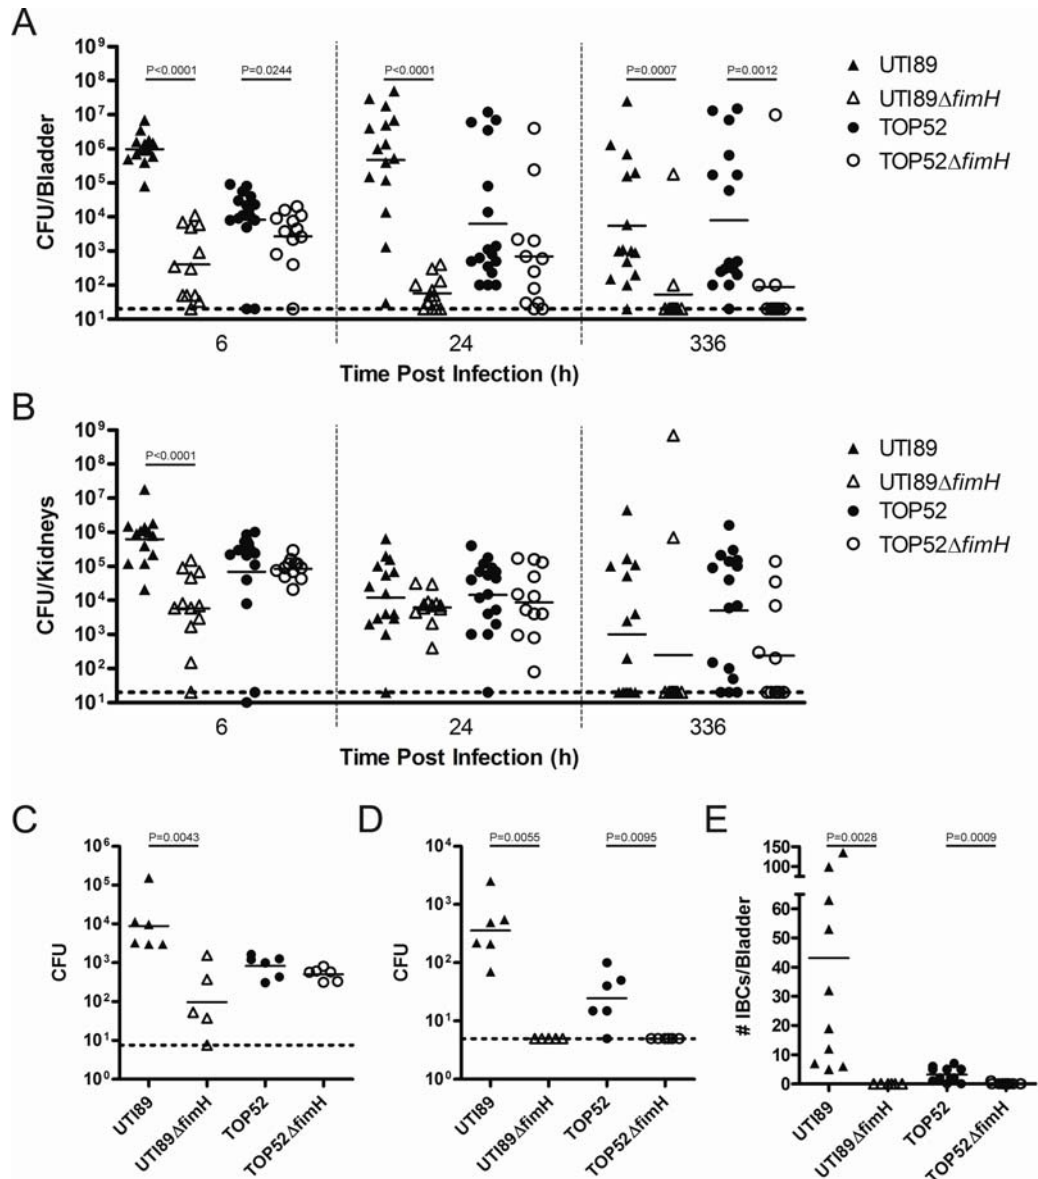 A
CFU/Bladder
10⁹
10⁸
10⁷
10⁶
10⁵
10⁴
10³
10²
10¹
P<0.0001
P=0.0244
P<0.0001
P=0.0007
P=0.0012
UTI89
UTI89ΔfimH
TOP52
TOP52ΔfimH
6
24
336
Time Post Infection (h)
B
CFU/Kidneys
10⁹
10⁸
10⁷
10⁶
10⁵
10⁴
10³
10²
10¹
P<0.0001
UTI89
UTI89ΔfimH
TOP52
TOP52ΔfimH
6
24
336
Time Post Infection (h)
C
CFU
10⁶
10⁵
10⁴
10³
10²
10¹
10⁰
P=0.0043
UTI89
UTI89ΔfimH
TOP52
TOP52ΔfimH
D
CFU
10⁴
10³
10²
10¹
10⁰
P=0.0055
P=0.0095
UTI89
UTI89ΔfimH
TOP52
TOP52ΔfimH
E
# IBCs/Bladder
150
100
60
50
40
30
20
10
0
P=0.0028
P=0.0009
UTI89
UTI89ΔfimH
TOP52
TOP52ΔfimH